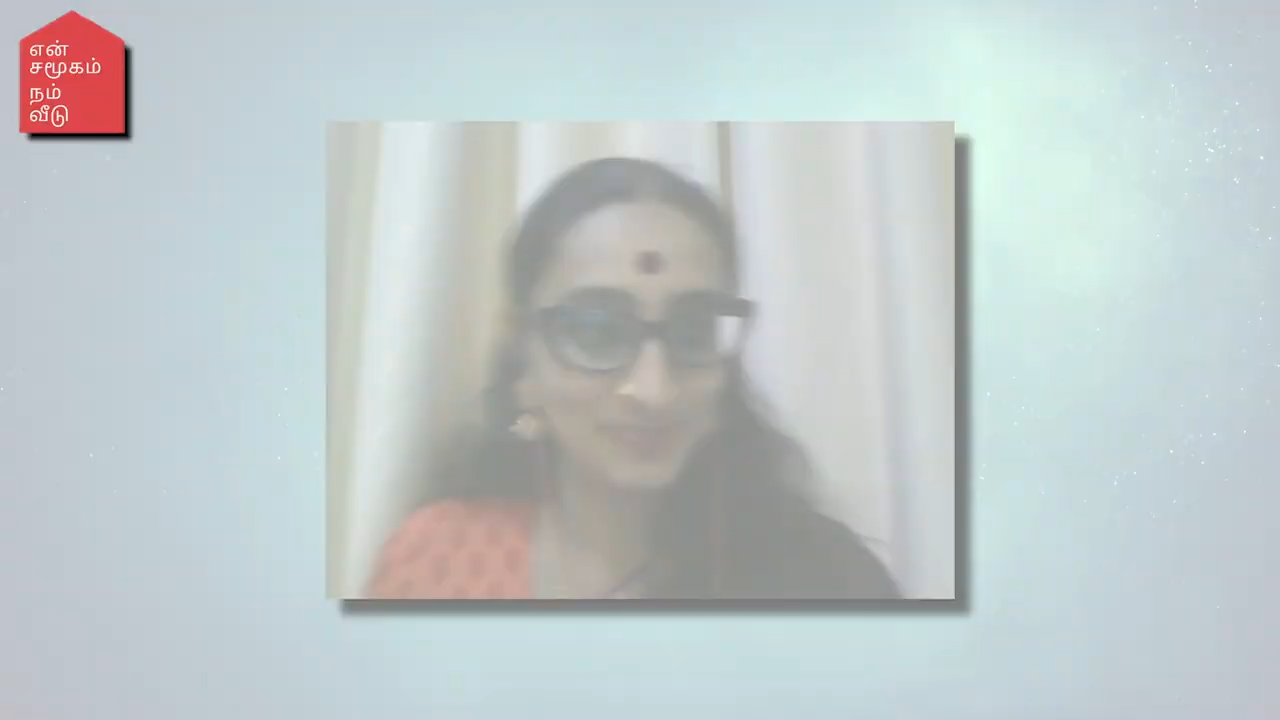 என்
சமூகம்
நம்
வீடு